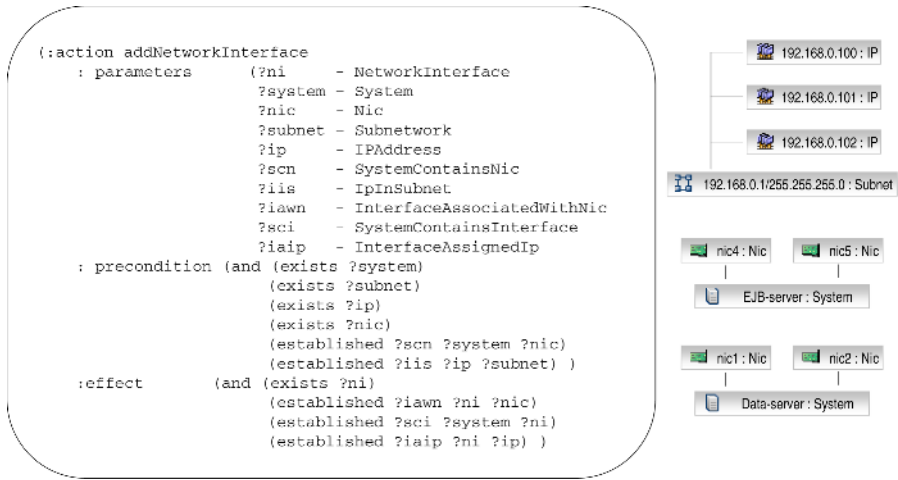 (:action addNetworkInterface
: parameters (?ni - NetworkInterface
?system - System
?nic - Nic
?subnet - Subnetwork
?ip - IPAddress
?scn - SystemContainsNic
?iis - IpInSubnet
?iawn - InterfaceAssociatedWithNic
?sci - SystemContainsInterface
?iaip - InterfaceAssignedIp)
: precondition (and (exists ?system)
(exists ?subnet)
(exists ?ip)
(exists ?nic)
(established ?scn ?system ?nic)
(established ?iis ?ip ?subnet) )
:effect (and (exists ?ni)
(established ?iawn ?ni ?nic)
(established ?sci ?system ?ni)
(established ?iaip ?ni ?ip) )
192.168.0.100 : IP
192.168.0.101 : IP
192.168.0.102 : IP
192.168.0.1/255.255.255.0 : Subnet
nic4 : Nic nic5 : Nic
EJB-server : System
nic1 : Nic nic2 : Nic
Data-server : System